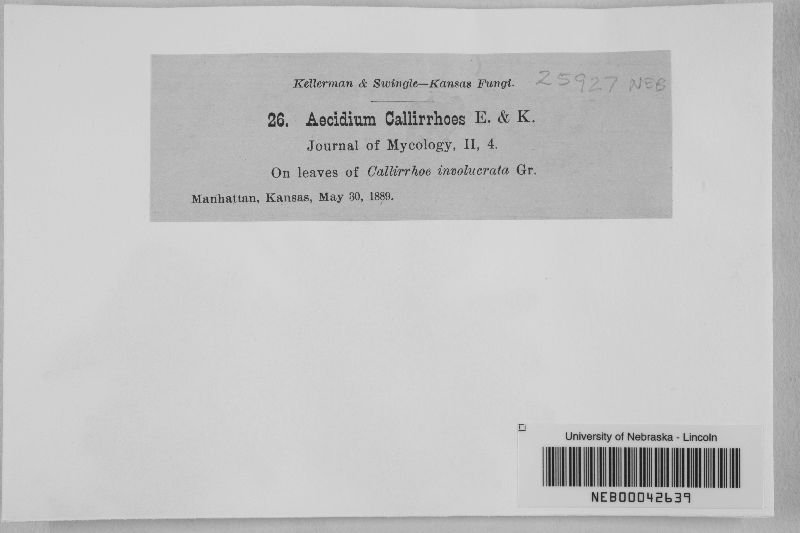 Kellerman & Swingle—Kansas Fungi.
25927 NEB
26. Aecidium Callirrhoes E. & K.
Journal of Mycology, II, 4.
On leaves of Callirrhoe involucrata Gr.
Manhattan, Kansas, May 30, 1889.
University of Nebraska - Lincoln
NEB00042639